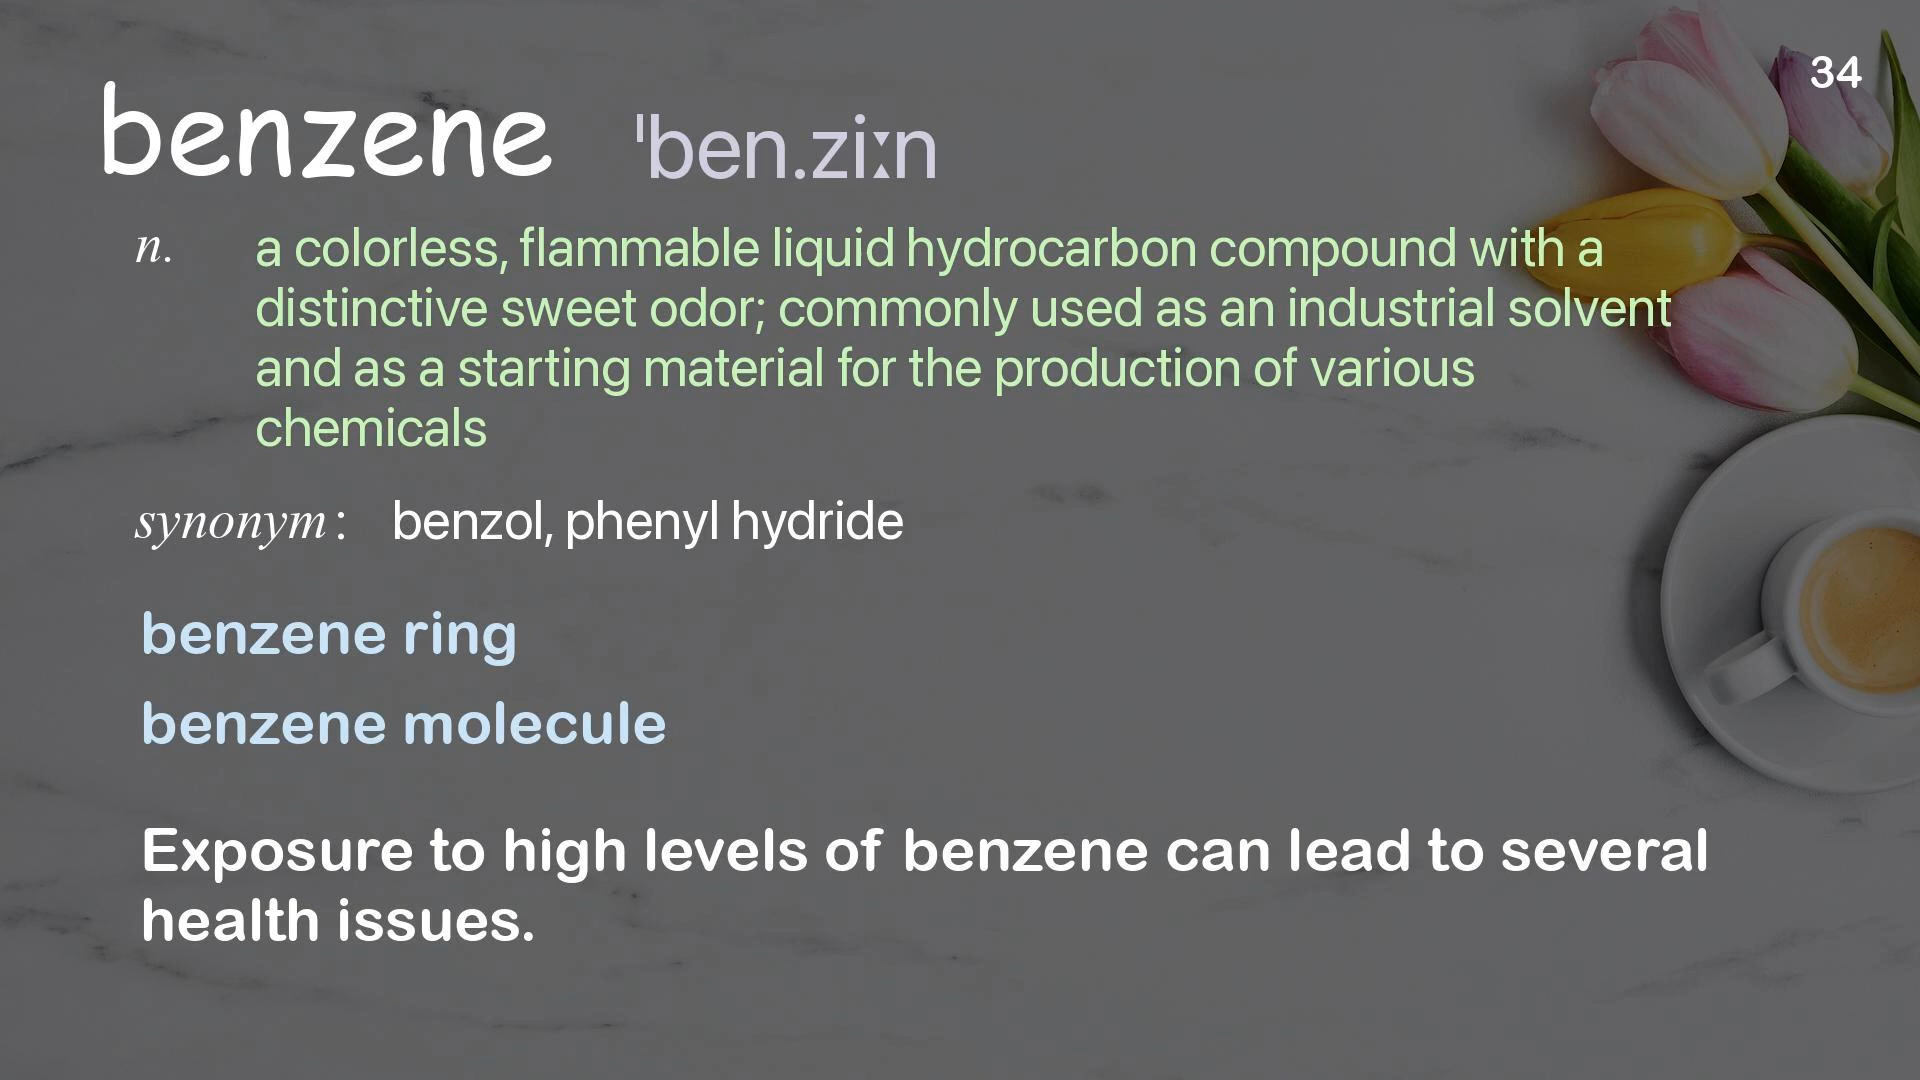 34
benzene ˈben.ziːn
n. a colorless, flammable liquid hydrocarbon compound with a
distinctive sweet odor; commonly used as an industrial solvent
and as a starting material for the production of various
chemicals
synonym: benzol, phenyl hydride
benzene ring
benzene molecule
Exposure to high levels of benzene can lead to several
health issues.